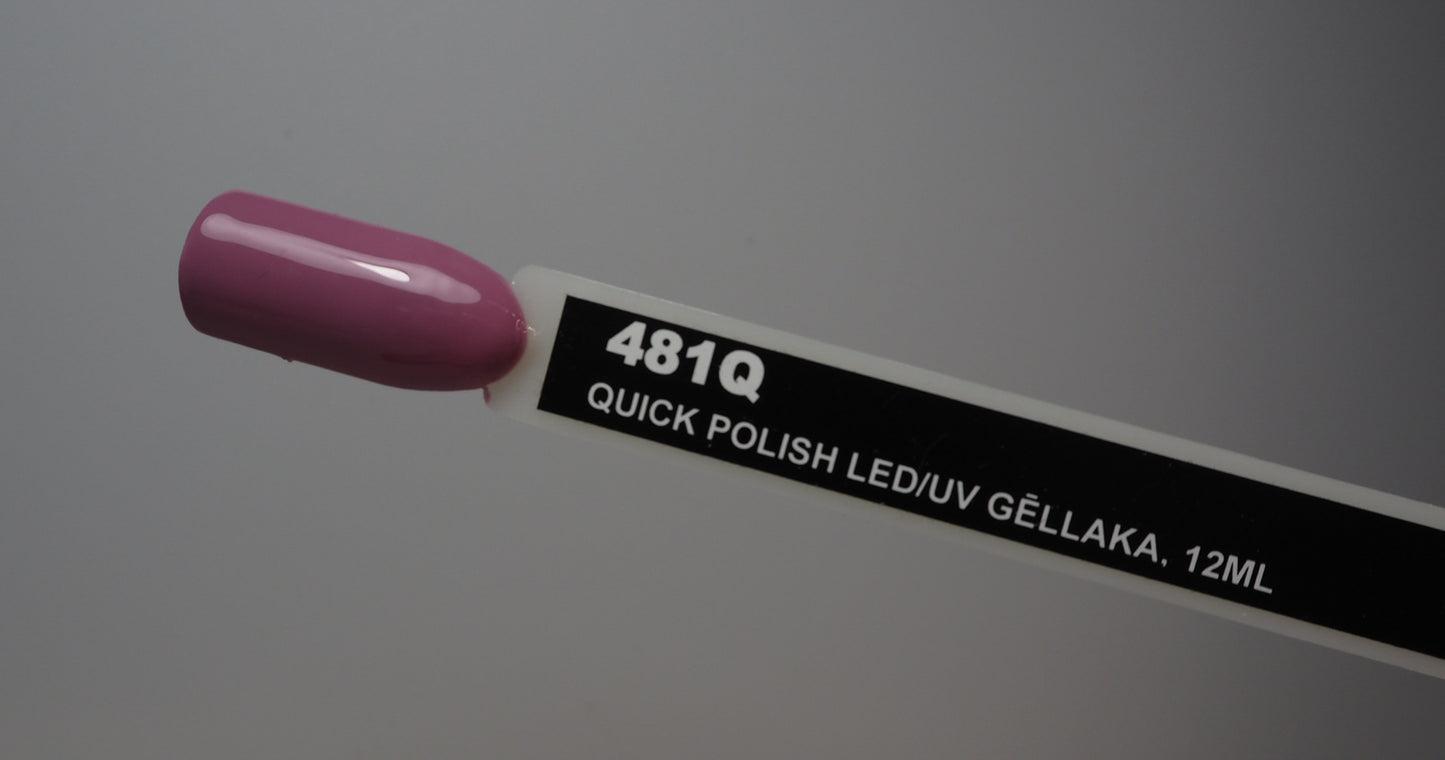 481Q
QUICK POLISH LED/UV GĒLLAKA, 12ML